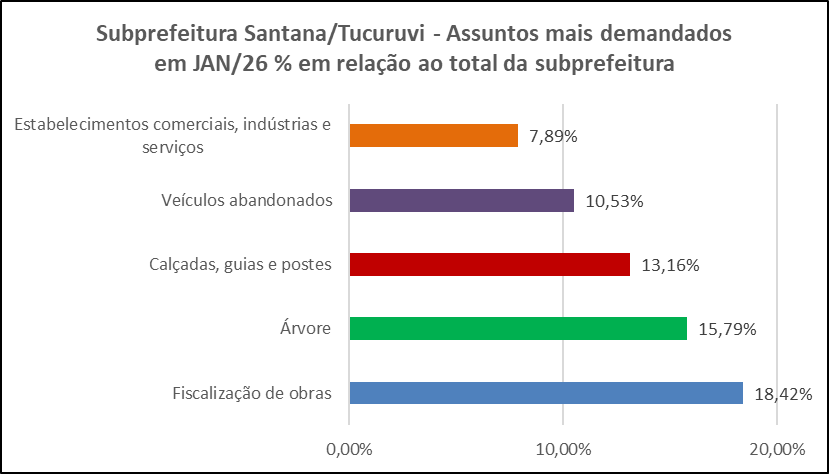 Subprefeitura Santana/Tucuruvi - Assuntos mais demandados
em JAN/26 % em relação ao total da subprefeitura
Estabelecimentos comerciais, indústrias e
serviços
7,89%
Veículos abandonados
10,53%
Calçadas, guias e postes
13,16%
Árvore
15,79%
Fiscalização de obras
18,42%
0,00%
10,00%
20,00%